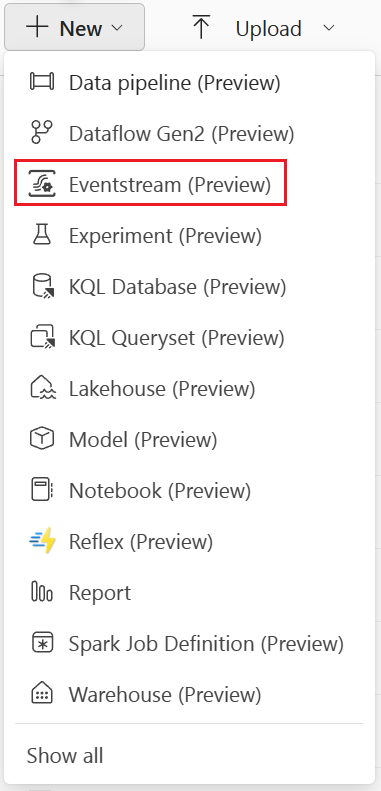 New Upload
Data pipeline (Preview)
Dataflow Gen2 (Preview)
Eventstream (Preview)
Experiment (Preview)
KQL Database (Preview)
KQL Queryset (Preview)
Lakehouse (Preview)
Model (Preview)
Notebook (Preview)
Reflex (Preview)
Report
Spark Job Definition (Preview)
Warehouse (Preview)
Show all